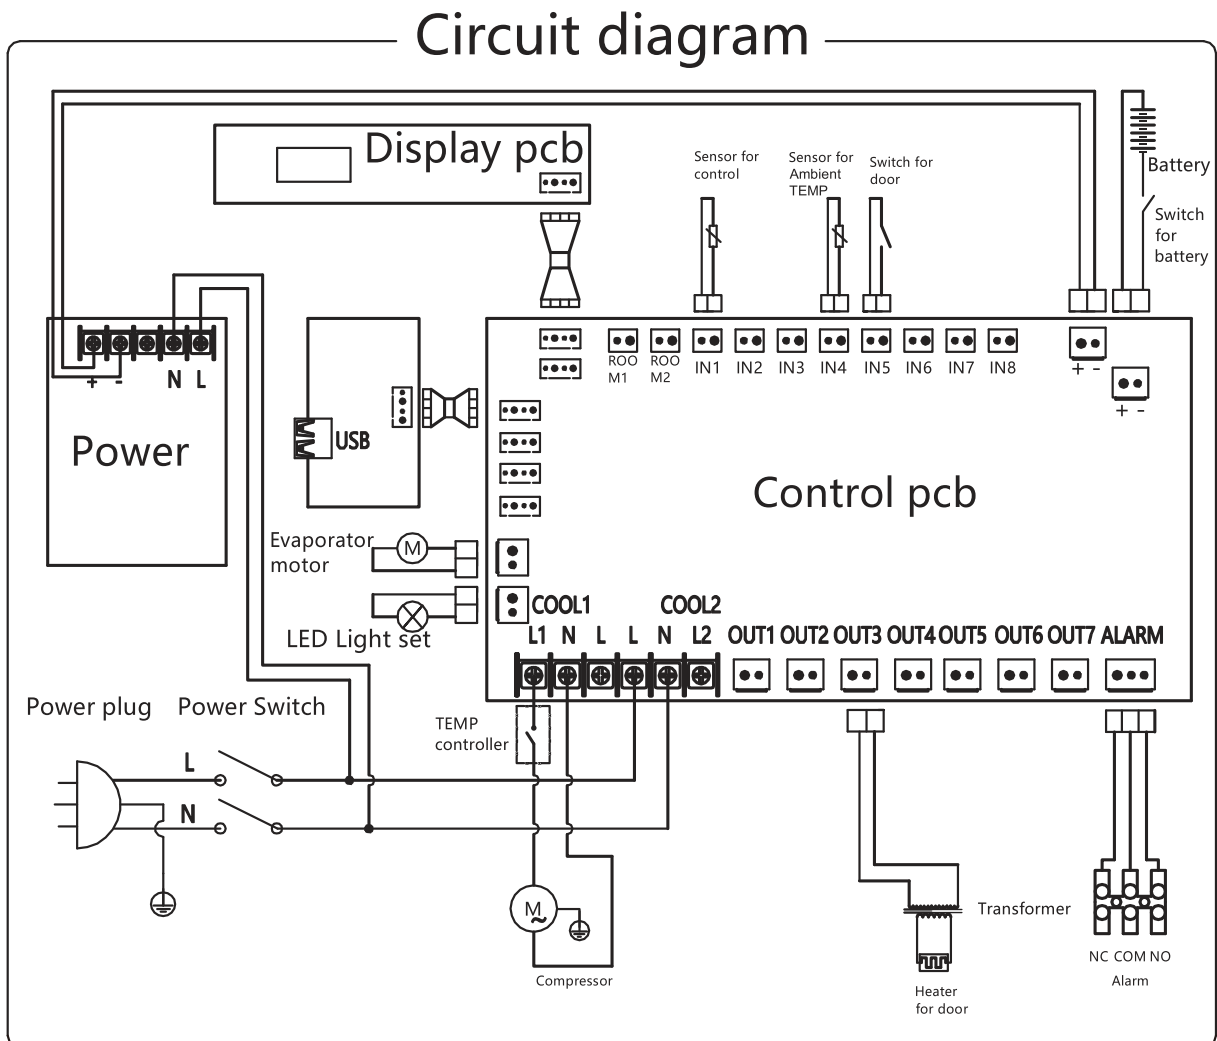 Circuit diagram
Display pcb
Sensor for
control
Sensor for
Ambient
TEMP
Switch for
door
Battery
Switch
for
battery
+ - N L
Power
USB
ROO
M1
ROO
M2
IN1 IN2 IN3 IN4 IN5 IN6 IN7 IN8
+ -
+ -
Control pcb
Evaporator
motor
M
LED Light set
COOL1 COOL2
L1 N L L N L2 OUT1 OUT2 OUT3 OUT4 OUT5 OUT6 OUT7 ALARM
Power plug Power Switch
TEMP
controller
L
N
M
~
Compressor
Transformer
Heater
for door
NC COM NO
Alarm